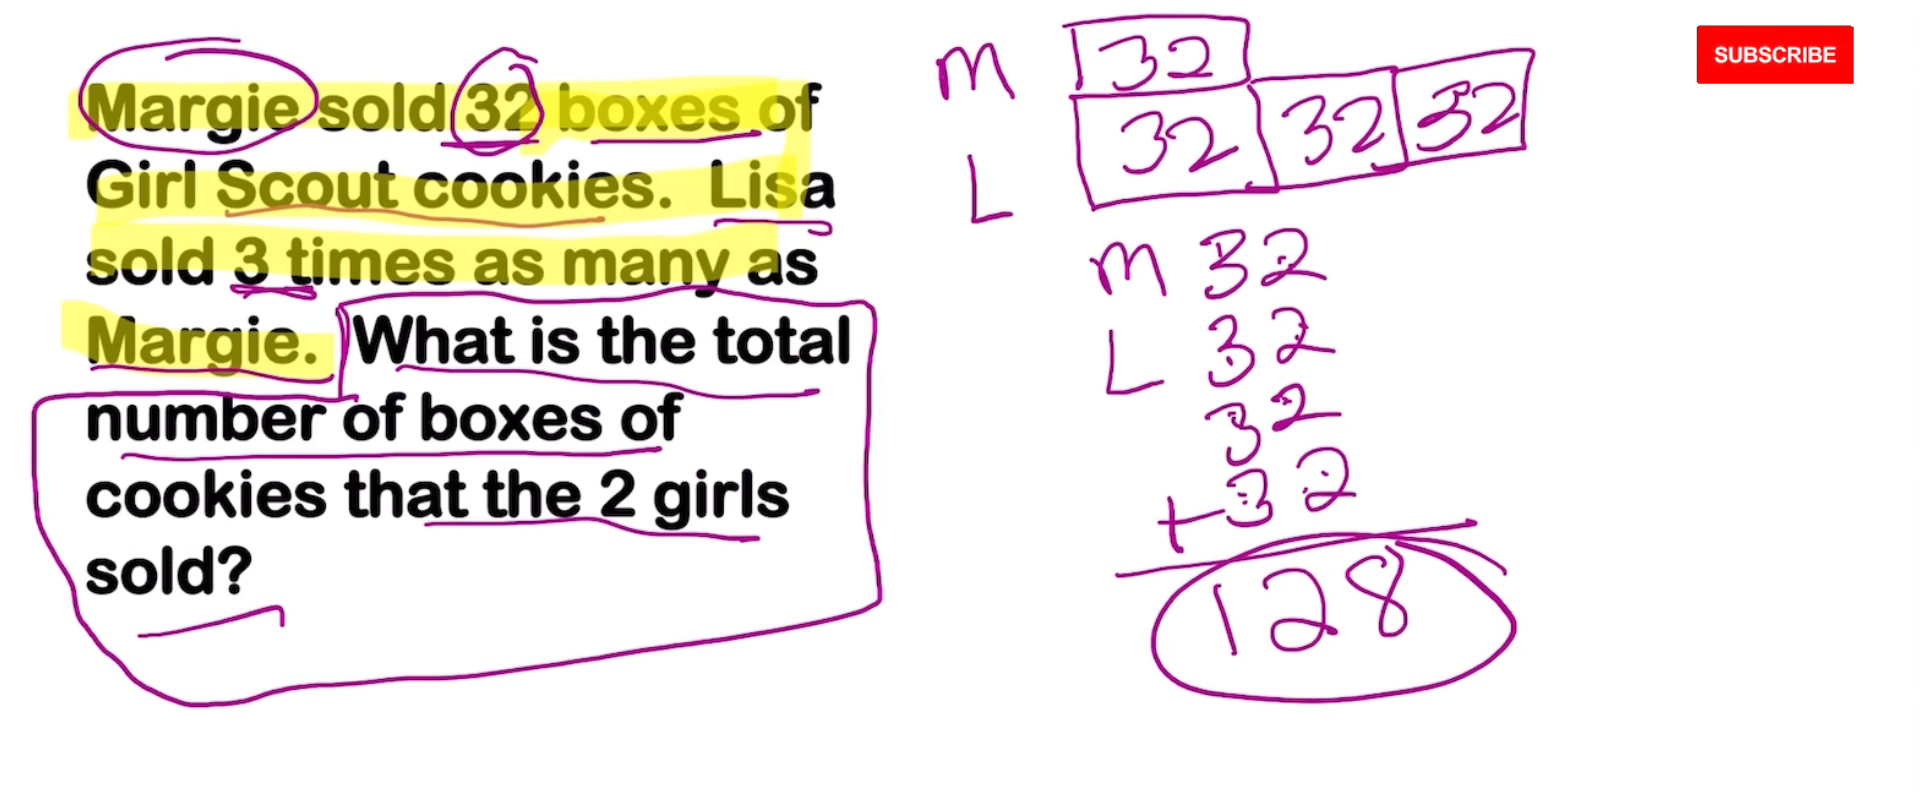 Margie sold 32 boxes of
Girl Scout cookies. Lisa
sold 3 times as many as
Margie. What is the total
number of boxes of
cookies that the 2 girls
sold?
M 32
L 32 32 32
M 32
L 32
32
+ 32
128
SUBSCRIBE